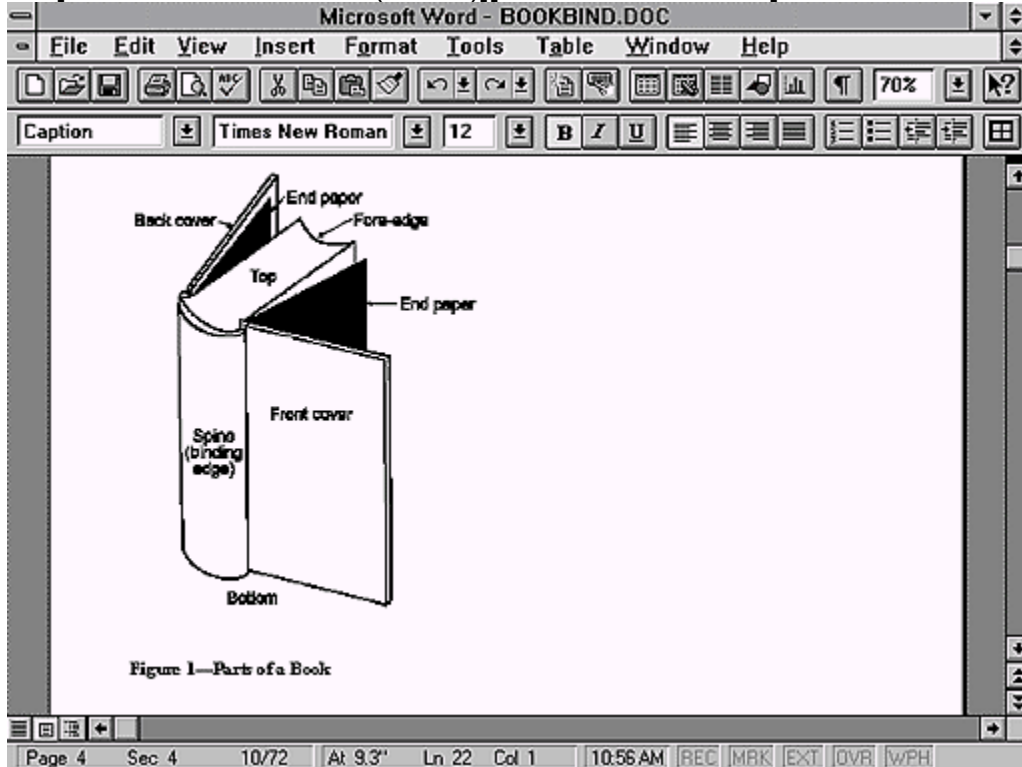 Microsoft Word - BOOKBIND.DOC
File Edit View Insert Format Tools Table Window Help
ABC 70% ?
Caption Times New Roman 12 B I U
End paper
Back cover
Fore-edge
Top
End paper
Front cover
Spine
(binding
edge)
Bottom
Figure 1—Parts of a Book
Page 4 Sec 4 10/72 At 9.3" Ln 22 Col 1 10:56 AM REC MRK EXT OVR WPH